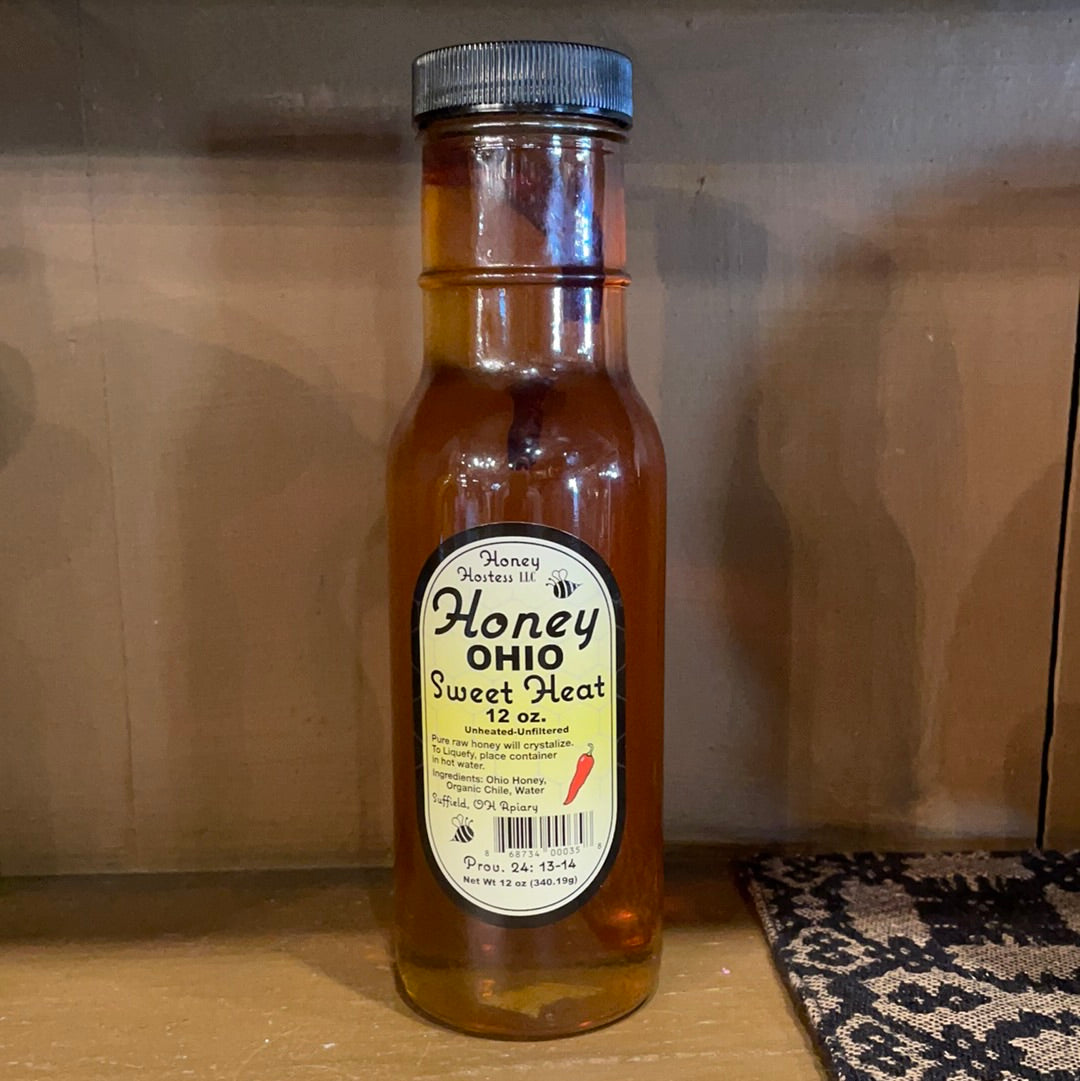 Honey
Hostess LLC
Honey
OHIO
Sweet Heat
12 oz.
Unheated-Unfiltered
Pure raw honey will crystalize.
To Liquefy, place container
in hot water.
Ingredients: Ohio Honey,
Organic Chile, Water
Suffield, OH Apiary
8 68734 00035 8
Prov. 24: 13-14
Net Wt 12 oz (340.19g)